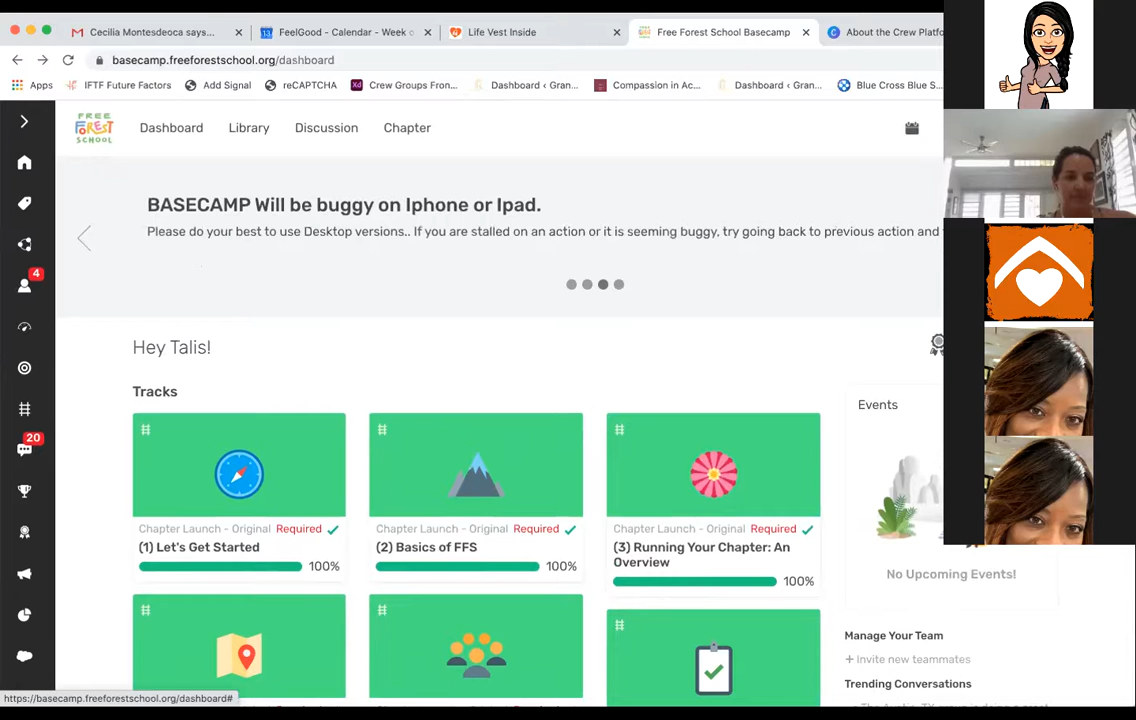 Cecilia Montesdeoca says...
FeelGood - Calendar - Week o
Life Vest Inside
Free Forest School Basecamp
About the Crew Platfo
basecamp.freeforestschool.org/dashboard
Apps
IFTF Future Factors
Add Signal
reCAPTCHA
Crew Groups Fron...
Dashboard ‹ Gran...
Compassion in Ac...
Dashboard ‹ Gran...
Blue Cross Blue S...
FREE
FOREST
SCHOOL
Dashboard
Library
Discussion
Chapter
BASECAMP Will be buggy on Iphone or Ipad.
Please do your best to use Desktop versions.. If you are stalled on an action or it is seeming buggy, try going back to previous action and
4
20
Hey Talis!
Tracks
Chapter Launch - Original Required
(1) Let's Get Started
100%
Chapter Launch - Original Required
(2) Basics of FFS
100%
Chapter Launch - Original Required
(3) Running Your Chapter: An
Overview
100%
Events
No Upcoming Events!
Manage Your Team
+ Invite new teammates
Trending Conversations
https://basecamp.freeforestschool.org/dashboard#